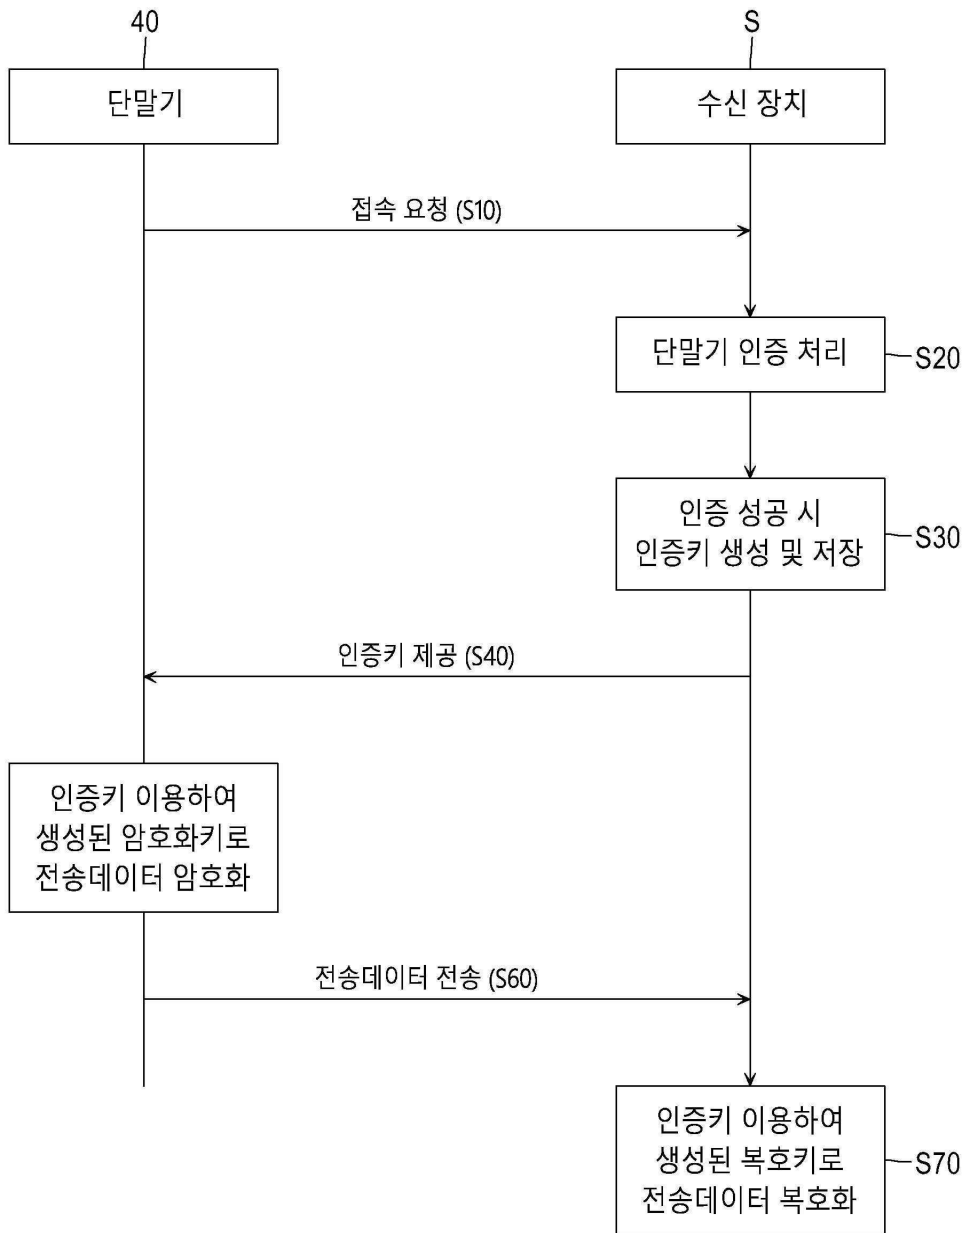 40
S
단말기
수신 장치
접속 요청 (S10)
단말기 인증 처리
S20
인증 성공 시
인증키 생성 및 저장
S30
인증키 제공 (S40)
인증키 이용하여
생성된 암호화키로
전송데이터 암호화
전송데이터 전송 (S60)
인증키 이용하여
생성된 복호키로
전송데이터 복호화
S70